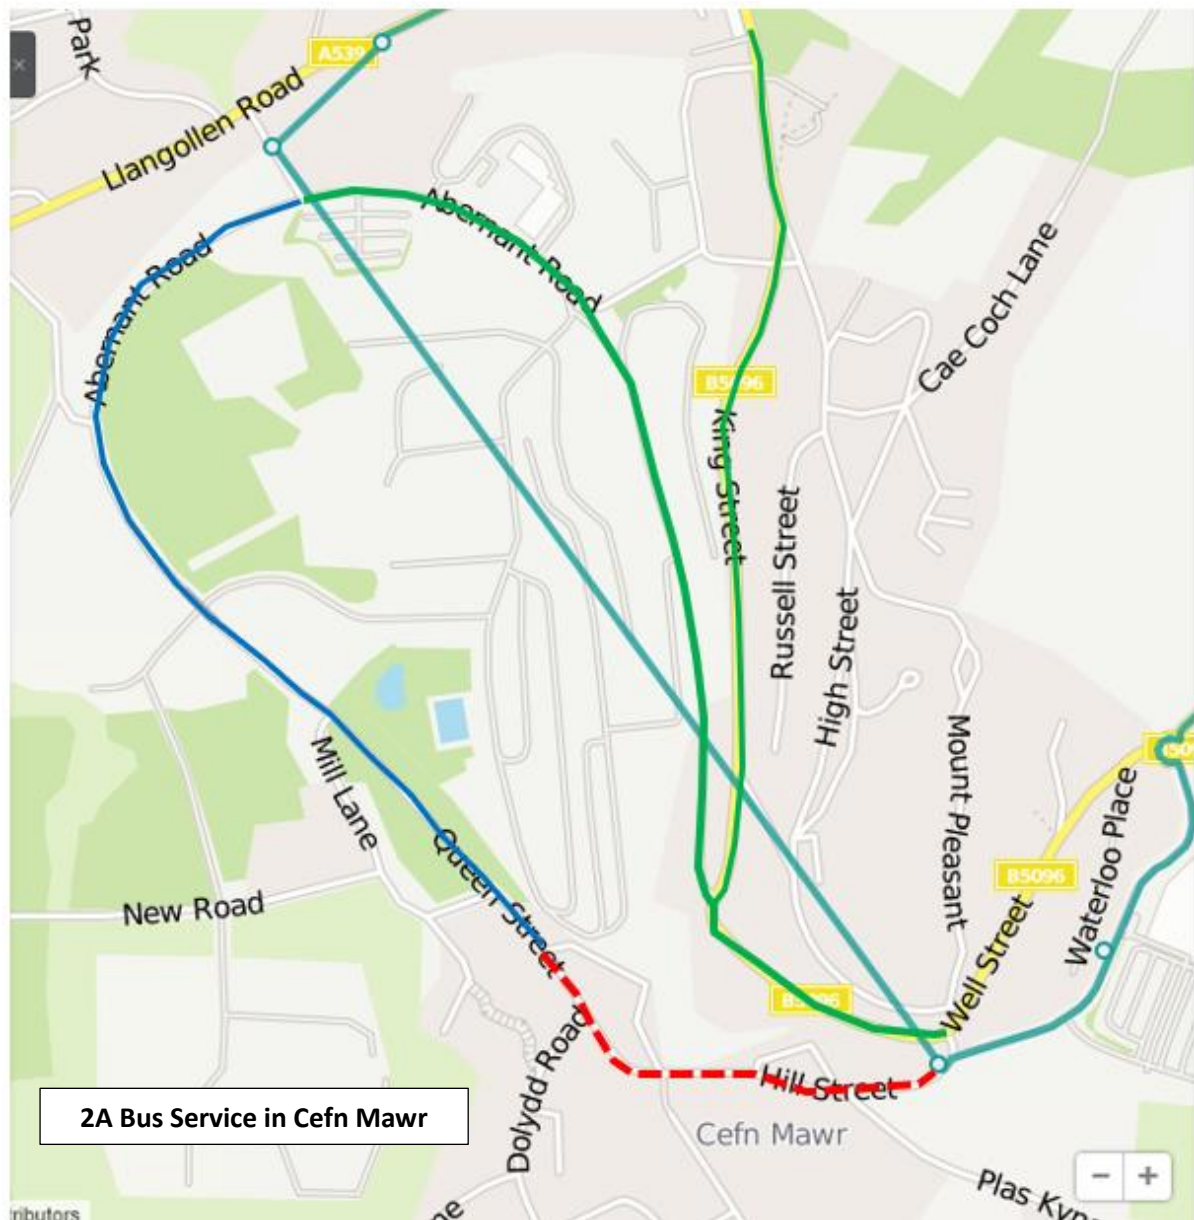 Park
×
A539
Llangollen Road
Abernant Road
Abernant Road
Cae Coch Lane
B5096
King Street
Russell Street
High Street
Mount Pleasant
Mill Lane
Waterloo Place
B5096
Queen Street
New Road
Well Street
B5096
Dolydd Road
Hill Street
2A Bus Service in Cefn Mawr
Cefn Mawr
Plas Kyn
− +
tributors